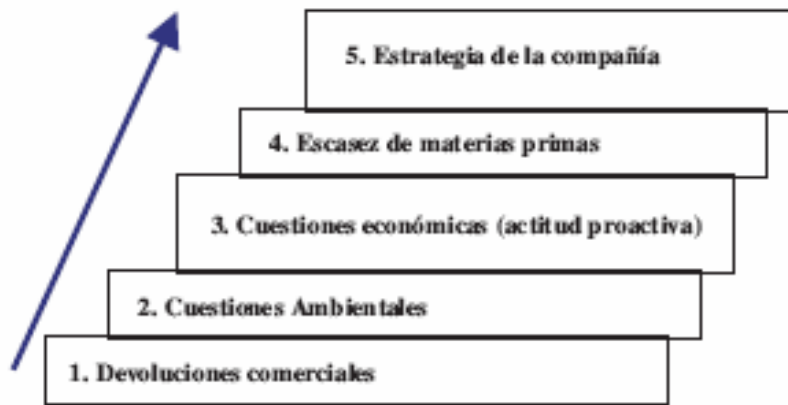 5. Estrategia de la compañía
4. Escasez de materias primas
3. Cuestiones económicas (actitud proactiva)
2. Cuestiones Ambientales
1. Devoluciones comerciales